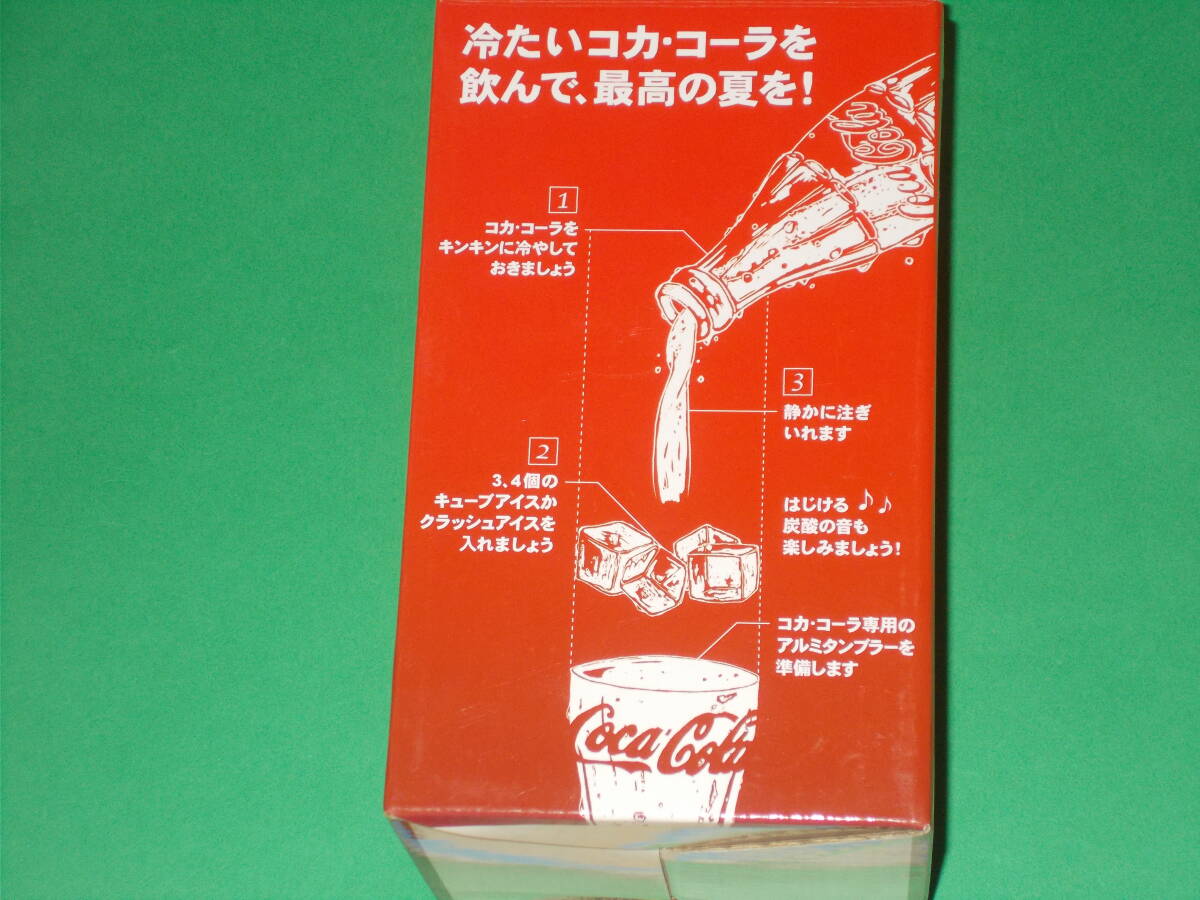 冷たいコカ・コーラを
飲んで、最高の夏を!
1
コカ・コーラを
キンキンに冷やして
おきましょう
3
静かに注ぎ
いれます
2
3、4個の
キューブアイスか
クラッシュアイスを
入れましょう
はじける♪♪
炭酸の音も
楽しみましょう!
コカ・コーラ専用の
アルミタンブラーを
準備します
Coca-Cola